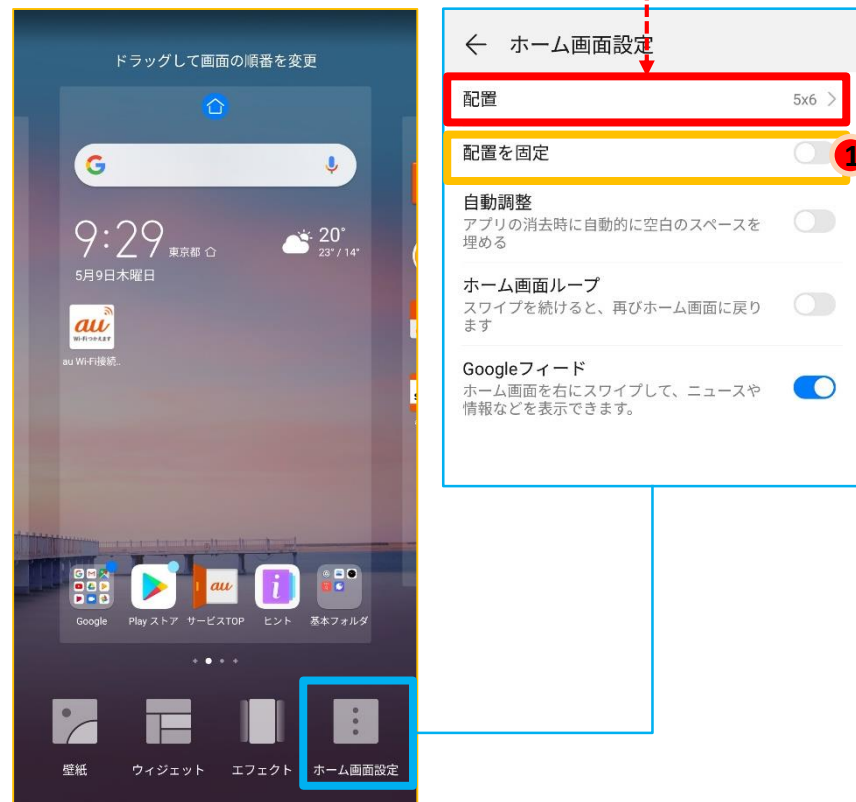 ドラッグして画面の順番を変更
G
9:29 東京都
20°
23° / 14°
5月9日木曜日
au
Wi-Fiつかえます
au Wi-Fi接続..
au
i
Google
Play ストア
サービスTOP
ヒント
基本フォルダ
壁紙
ウィジェット
エフェクト
ホーム画面設定
← ホーム画面設定
配置
5x6 >
配置を固定
1
自動調整
アプリの消去時に自動的に空白のスペースを
埋める
ホーム画面ループ
スワイプを続けると、再びホーム画面に戻り
ます
Googleフィード
ホーム画面を右にスワイプして、ニュースや
情報などを表示できます。